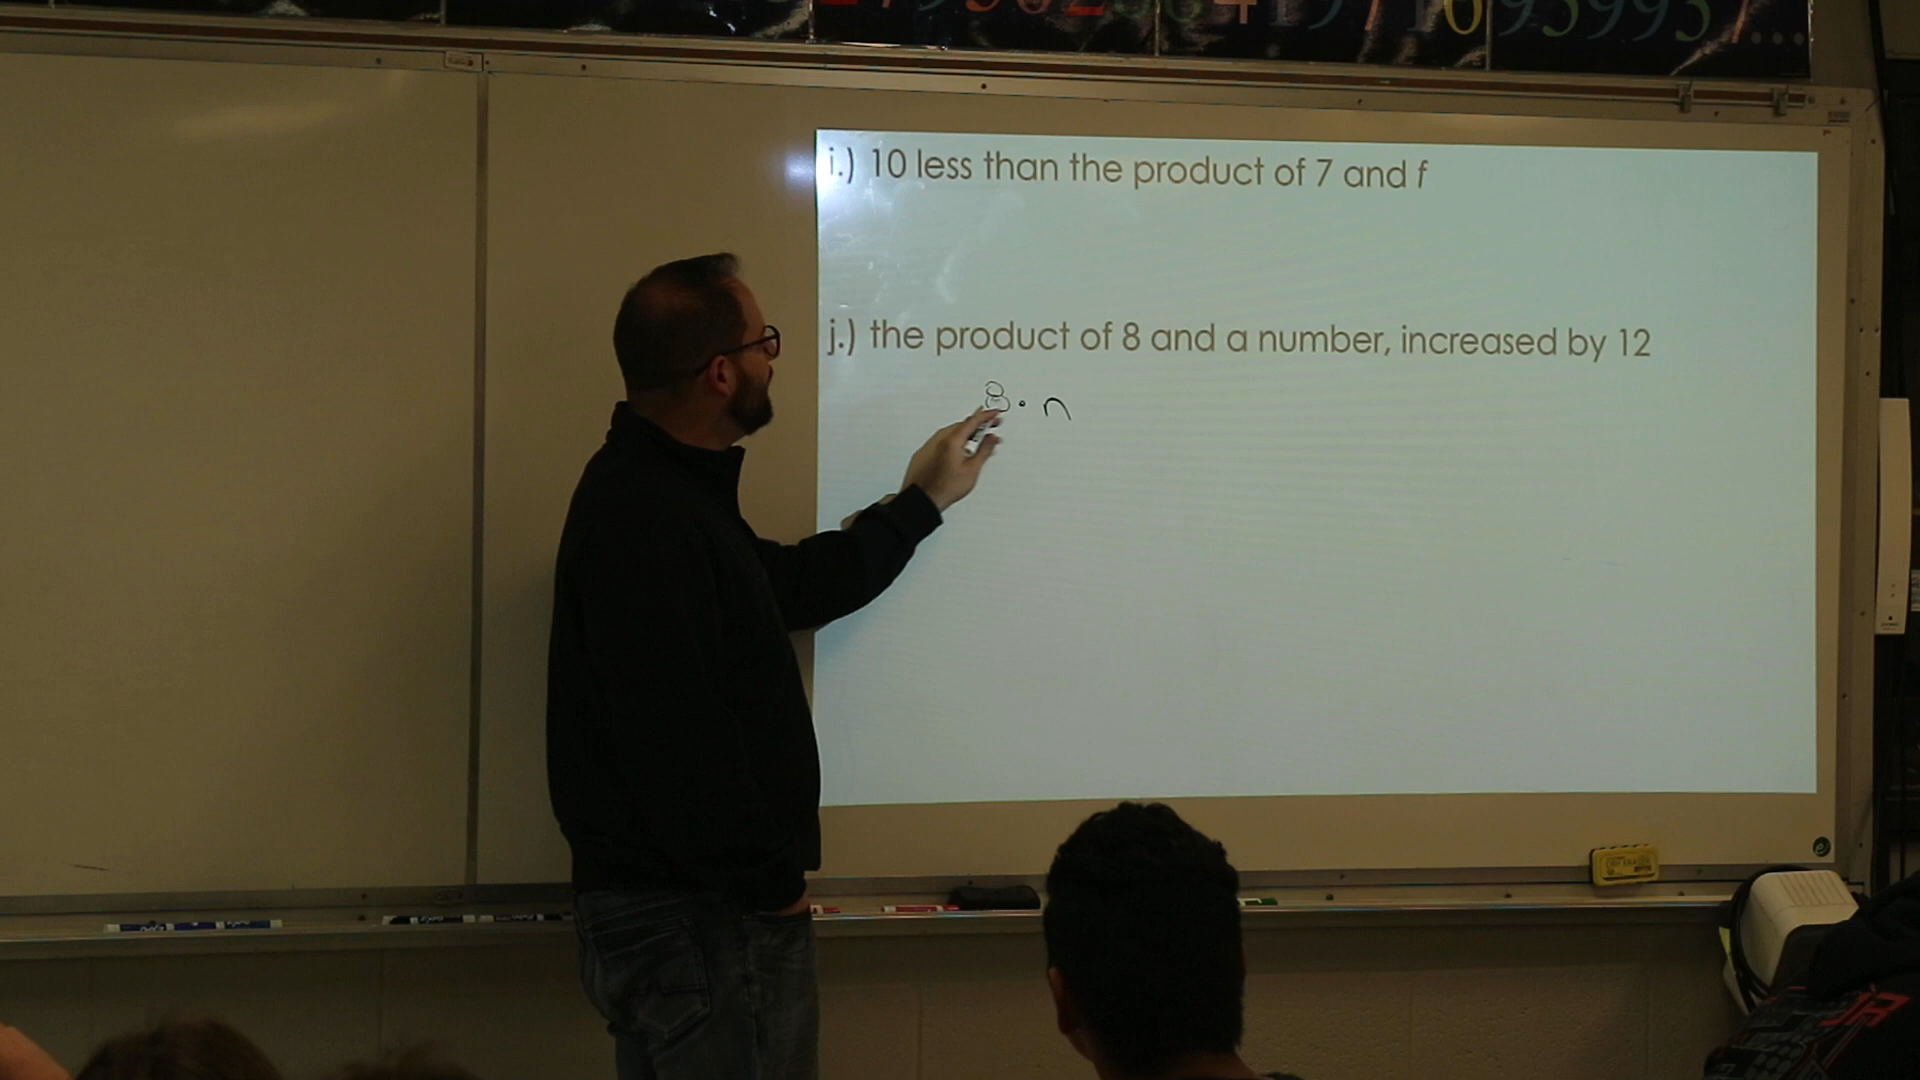 i.) 10 less than the product of 7 and f
j.) the product of 8 and a number, increased by 12
8 · n